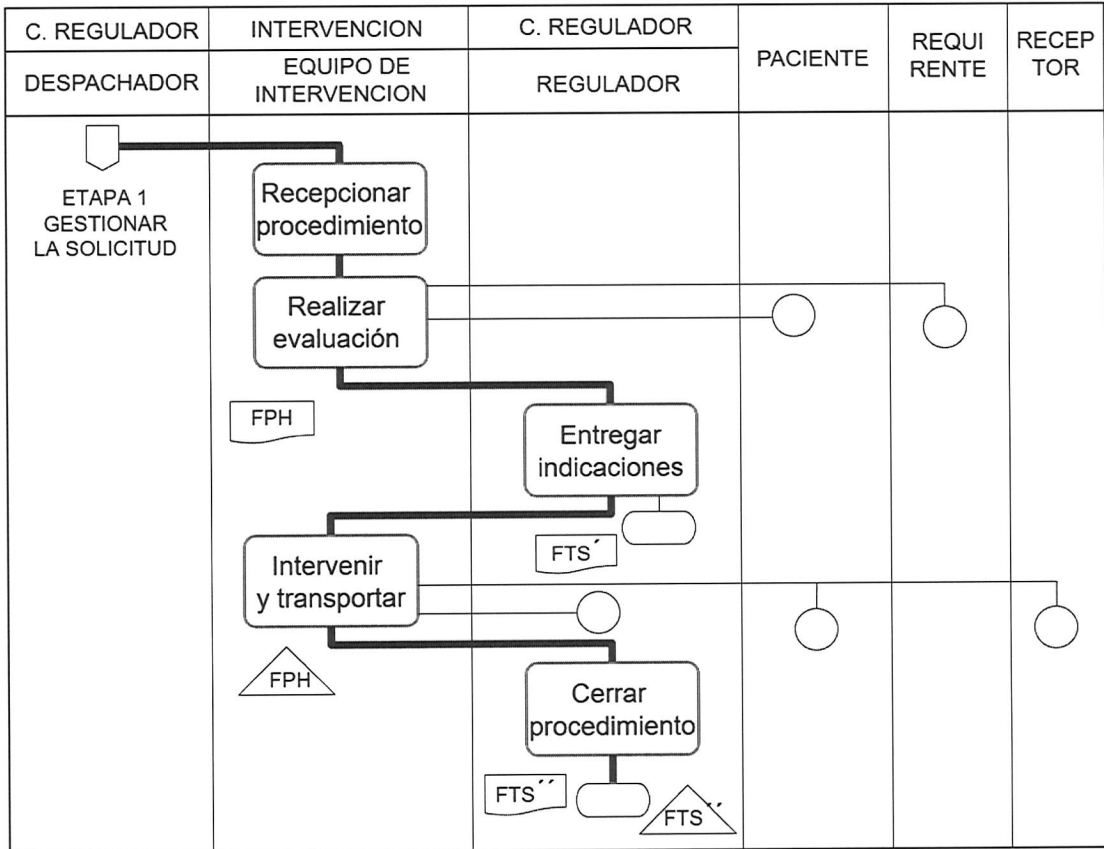 C. REGULADOR
INTERVENCION
C. REGULADOR
PACIENTE
REQUI
RENTE
RECEP
TOR
DESPACHADOR
EQUIPO DE
INTERVENCION
REGULADOR
ETAPA 1
GESTIONAR
LA SOLICITUD
Recepcionar
procedimiento
Realizar
evaluación
FPH
Entregar
indicaciones
FTS´
Intervenir
y transportar
FPH
Cerrar
procedimiento
FTS´´
FTS´´